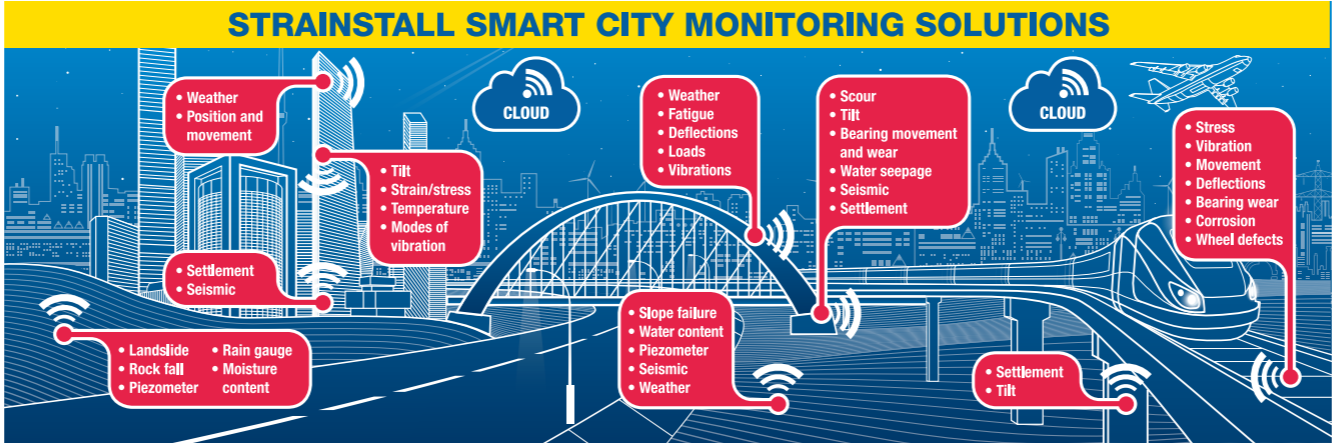 STRAINSTALL SMART CITY MONITORING SOLUTIONS
• Weather
• Position and
movement
• Tilt
• Strain/stress
• Temperature
• Modes of
vibration
• Settlement
• Seismic
• Landslide
• Rock fall
• Piezometer
• Rain gauge
• Moisture
content
CLOUD
• Weather
• Fatigue
• Deflections
• Loads
• Vibrations
• Scour
• Tilt
• Bearing movement
and wear
• Water seepage
• Seismic
• Settlement
• Slope failure
• Water content
• Piezometer
• Seismic
• Weather
CLOUD
• Stress
• Vibration
• Movement
• Deflections
• Bearing wear
• Corrosion
• Wheel defects
• Settlement
• Tilt